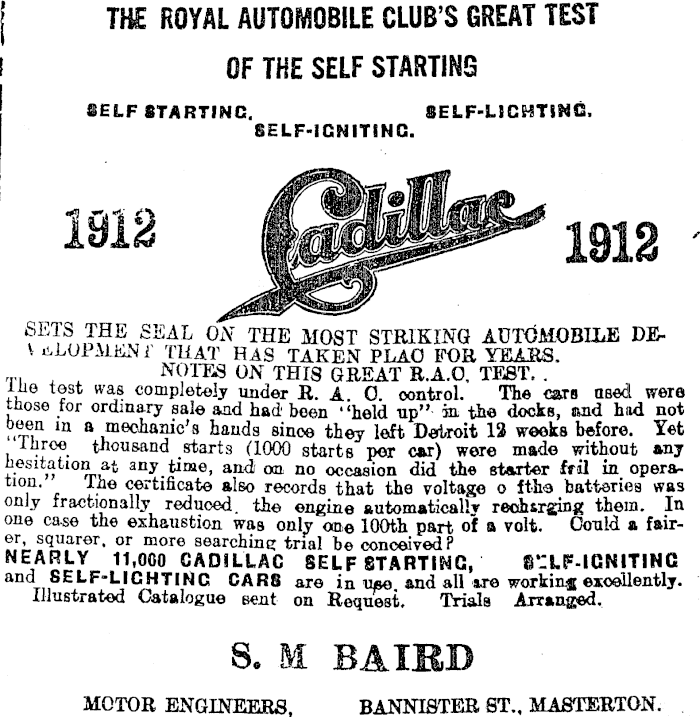 THE ROYAL AUTOMOBILE CLUB'S GREAT TEST
OF THE SELF STARTING
SELF STARTING, SELF-LIGHTING,
SELF-IGNITING.
1912 Cadillac 1912
SETS THE SEAL ON THE MOST STRIKING AUTOMOBILE DE-
VELOPMENT THAT HAS TAKEN PLAC FOR YEARS.
NOTES ON THIS GREAT R.A.C. TEST.
The test was completely under R. A. C. control. The cars used were
those for ordinary sale and had been "held up" in the docks, and had not
been in a mechanic's hands since they left Detroit 12 weeks before. Yet
"Three thousand starts (1000 starts per car) were made without any
hesitation at any time, and on no occasion did the starter fail in opera-
tion." The certificate also records that the voltage o fthe batteries was
only fractionally reduced, the engine automatically recharging them. In
one case the exhaustion was only one 100th part of a volt. Could a fair-
er, squarer, or more searching trial be conceived?
NEARLY 11,000 CADILLAC SELF STARTING, SELF-IGNITING
and SELF-LIGHTING CARS are in use, and all are working excellently.
Illustrated Catalogue sent on Request. Trials Arranged.
S. M BAIRD
MOTOR ENGINEERS, BANNISTER ST., MASTERTON.